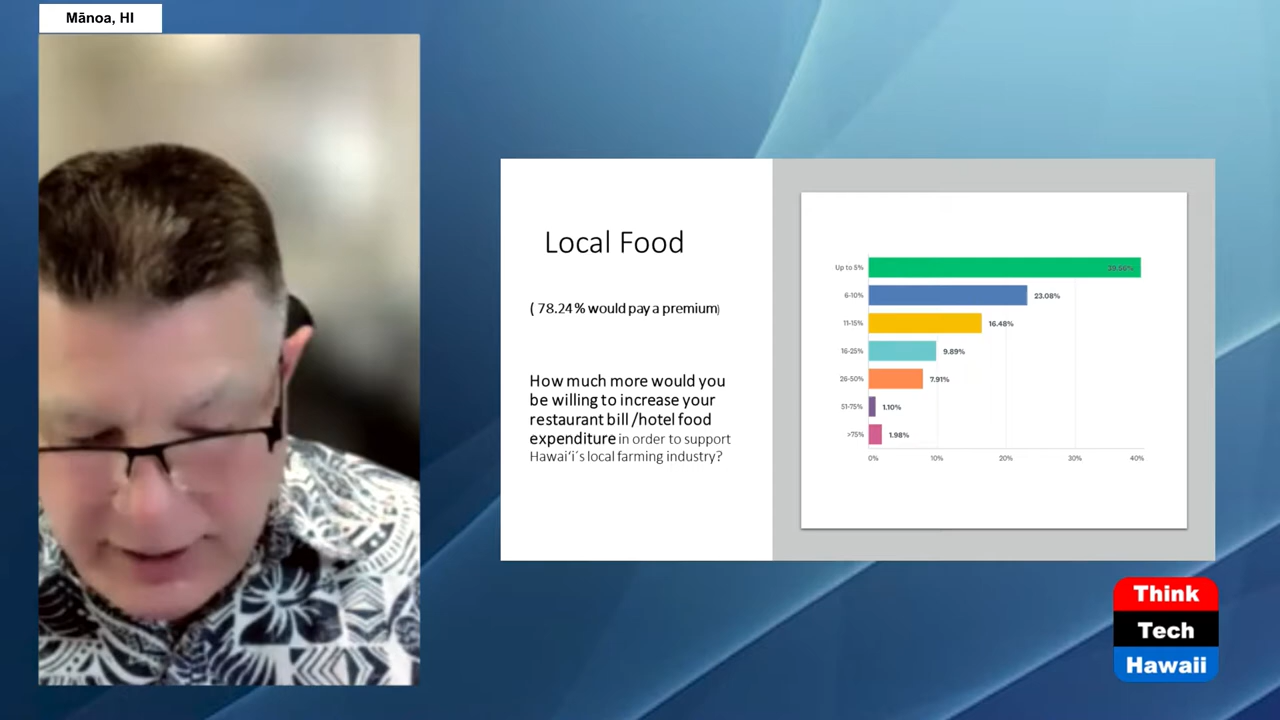 Mānoa, HI
Local Food
( 78.24% would pay a premium)
How much more would you
be willing to increase your
restaurant bill /hotel food
expenditure in order to support
Hawaiʻi´s local farming industry?
Up to 5% 39.56%
6-10% 23.08%
11-15% 16.48%
16-25% 9.89%
26-50% 7.91%
51-75% 1.10%
>75% 1.98%
0% 10% 20% 30% 40%
Think
Tech
Hawaii